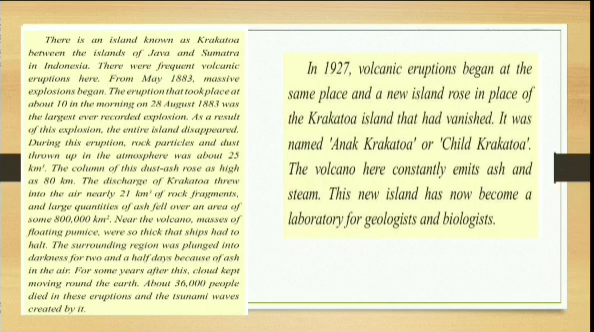 There is an island known as Krakatoa
between the islands of Java and Sumatra
in Indonesia. There were frequent volcanic
eruptions here. From May 1883, massive
explosions began. The eruption that took place at
about 10 in the morning on 28 August 1883 was
the largest ever recorded explosion. As a result
of this explosion, the entire island disappeared.
During this eruption, rock particles and dust
thrown up in the atmosphere was about 25
km³. The column of this dust-ash rose as high
as 80 km. The discharge of Krakatoa threw
into the air nearly 21 km³ of rock fragments,
and large quantities of ash fell over an area of
some 800,000 km². Near the volcano, masses of
floating pumice, were so thick that ships had to
halt. The surrounding region was plunged into
darkness for two and a half days because of ash
in the air. For some years after this, cloud kept
moving round the earth. About 36,000 people
died in these eruptions and the tsunami waves
created by it.
In 1927, volcanic eruptions began at the
same place and a new island rose in place of
the Krakatoa island that had vanished. It was
named 'Anak Krakatoa' or 'Child Krakatoa'.
The volcano here constantly emits ash and
steam. This new island has now become a
laboratory for geologists and biologists.